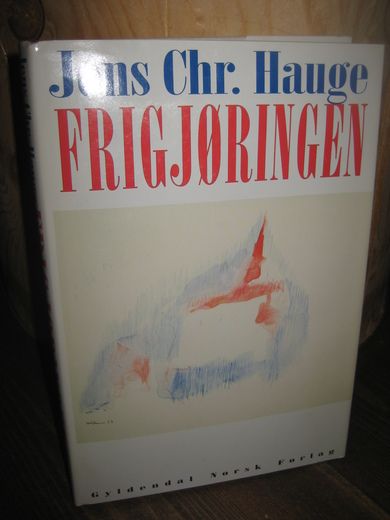 Jens Chr. Hauge
FRIGJØRINGEN
Gyldendal Norsk Forlag